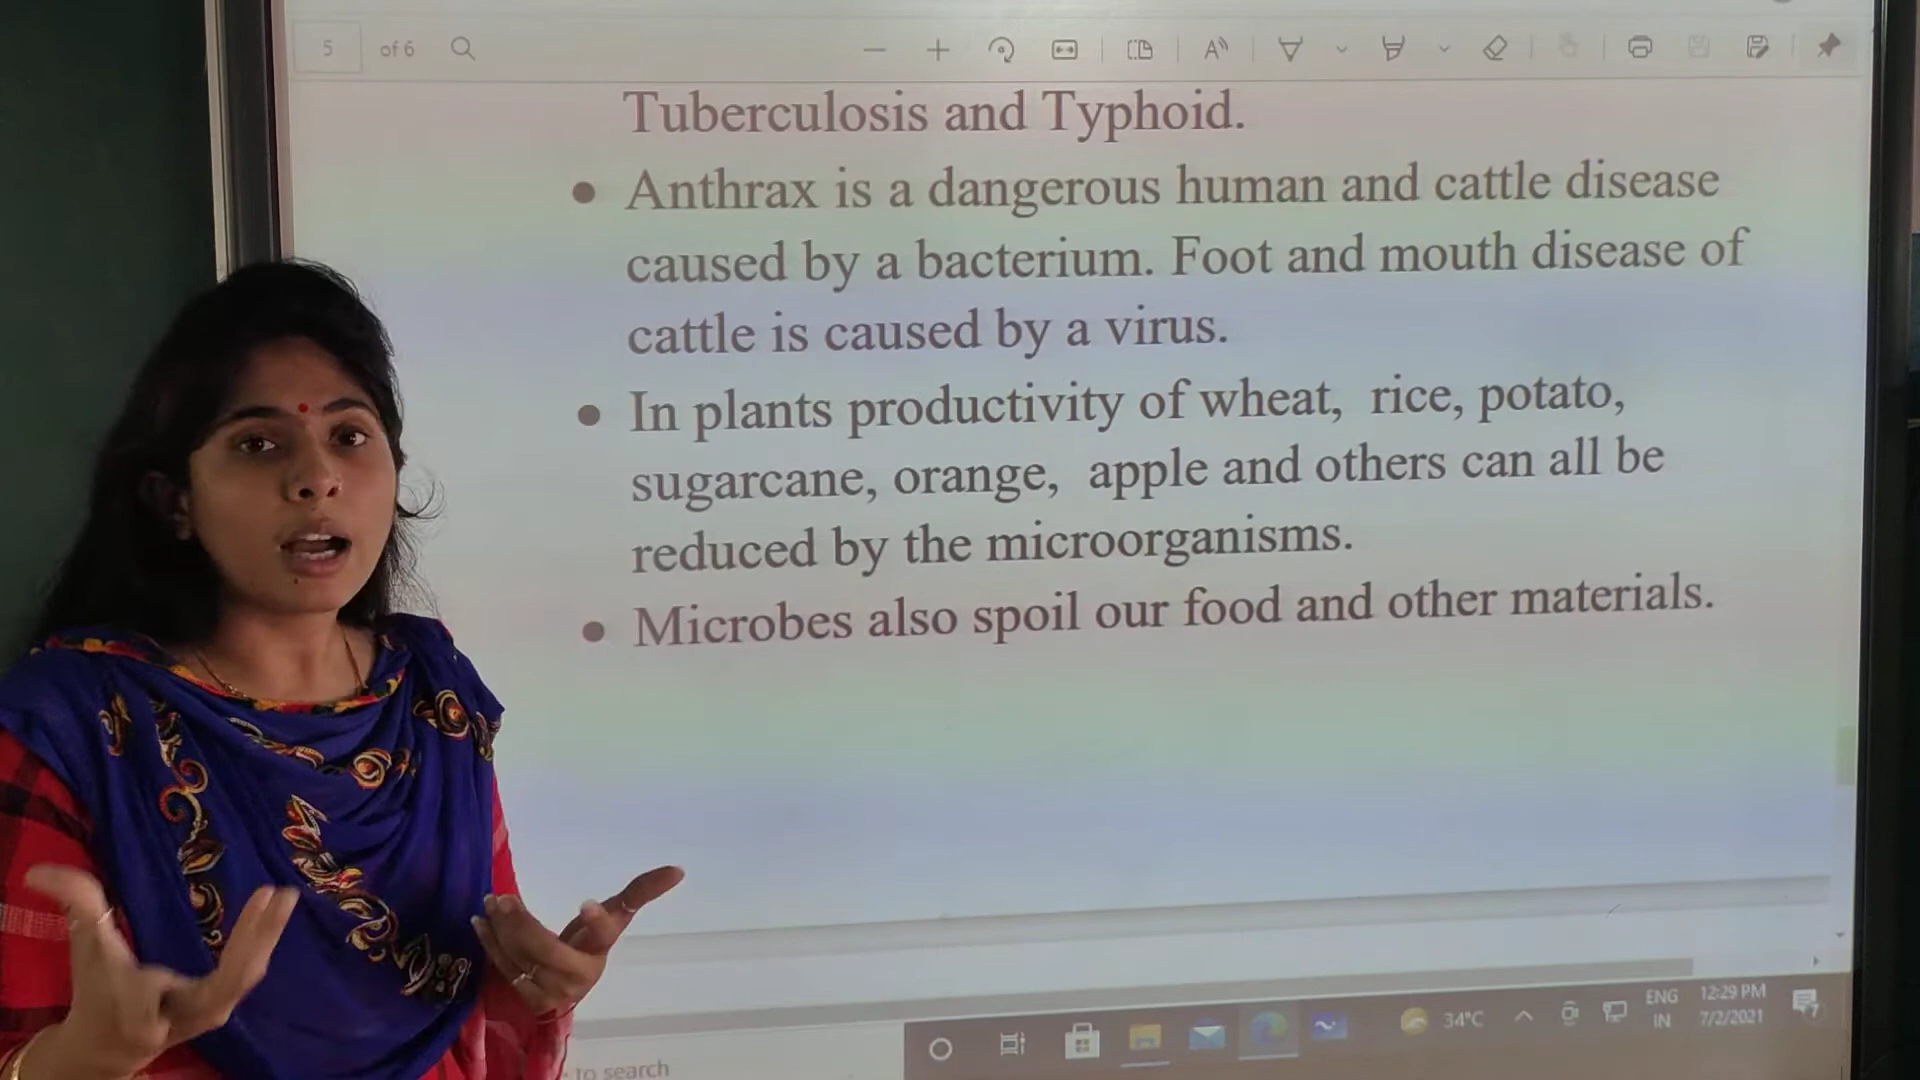 5 of 6
Tuberculosis and Typhoid.
• Anthrax is a dangerous human and cattle disease
caused by a bacterium. Foot and mouth disease of
cattle is caused by a virus.
• In plants productivity of wheat, rice, potato,
sugarcane, orange, apple and others can all be
reduced by the microorganisms.
• Microbes also spoil our food and other materials.
to search
34°C
ENG
IN
12:29 PM
7/2/2021
7